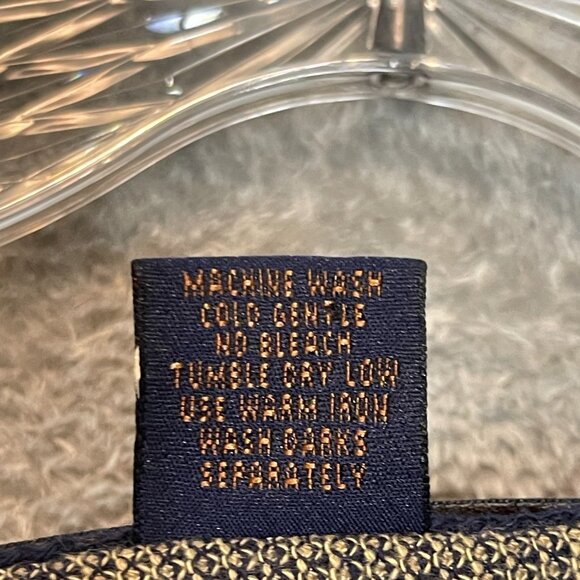 MACHINE WASH
COLD GENTLE
NO BLEACH
TUMBLE DRY LOW
USE WARM IRON
WASH DARKS
SEPARATELY